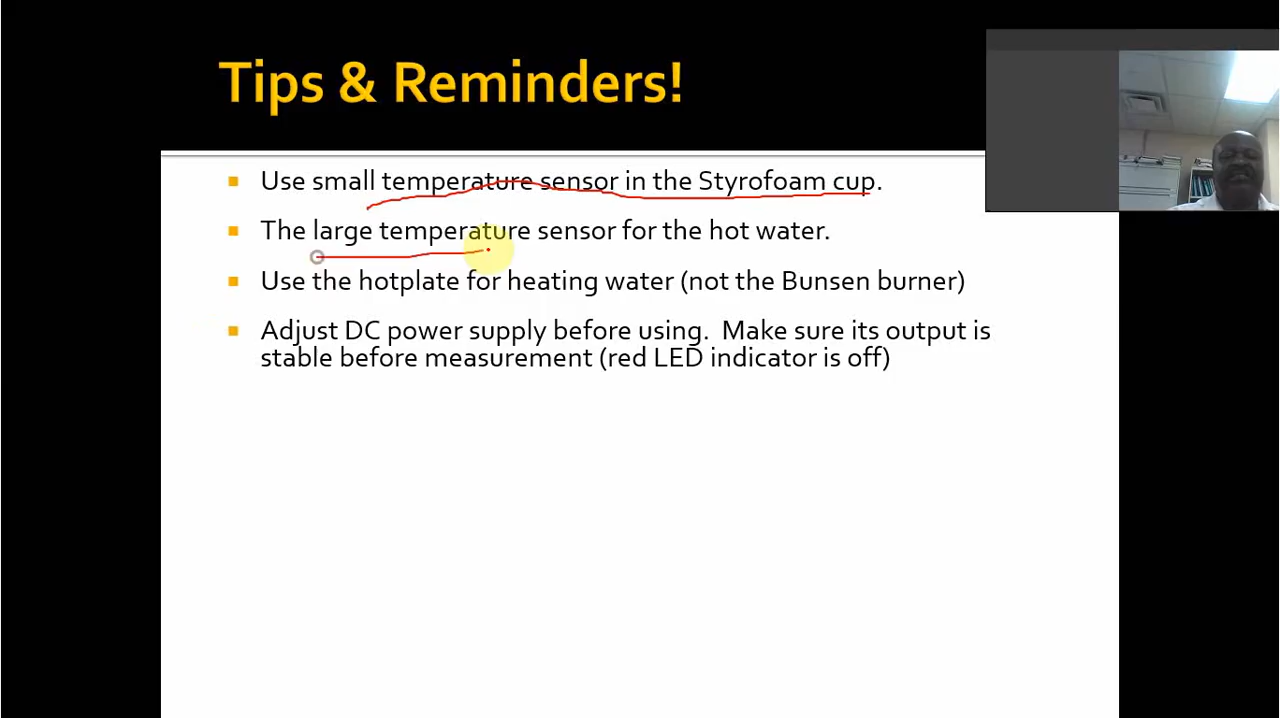 Tips & Reminders!
Use small temperature sensor in the Styrofoam cup.
The large temperature sensor for the hot water.
Use the hotplate for heating water (not the Bunsen burner)
Adjust DC power supply before using. Make sure its output is
stable before measurement (red LED indicator is off)